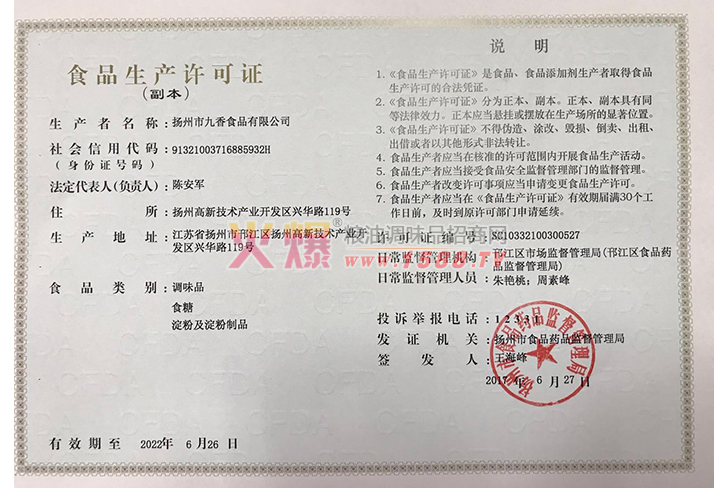 食品生产许可证
(副本)
生产者名称:扬州市九香食品有限公司
社会信用代码:91321003716885932H
(身份证号码)
法定代表人(负责人):陈安军
住所:扬州高新技术产业开发区兴华路119号
生产地址:江苏省扬州市邗江区扬州高新技术产业开
发区兴华路119号
食品类别:调味品
食糖
淀粉及淀粉制品
有效期至 2022年 6月26日
说明
1.《食品生产许可证》是食品、食品添加剂生产者取得食品
生产许可的合法凭证。
2.《食品生产许可证》分为正本、副本。正本、副本具有同
等法律效力。正本应当悬挂或摆放在生产场所的显著位置。
3.《食品生产许可证》不得伪造、涂改、毁损、倒卖、出租、
出借或者以其他形式非法转让。
4.食品生产者应当在核准的许可范围内开展食品生产活动。
5.食品生产者应当接受食品安全监督管理部门的监督管理。
6.食品生产者改变许可事项应当申请变更生产许可。
7.食品生产者应当在《食品生产许可证》有效期届满30个工
作日前,及时到原许可部门申请延续。
许可证编号:SC10332100300527
日常监督管理机构:邗江区市场监督管理局(邗江区食品药
品监督管理局)
日常监督管理人员:朱艳桃;周素峰
投诉举报电话:12331
发证机关:扬州市食品药品监督管理局
签发人:王海峰
2017年 6月 27日
扬州市食品药品监督管理局
火爆®粮油调味品招商网
www.1588.TV